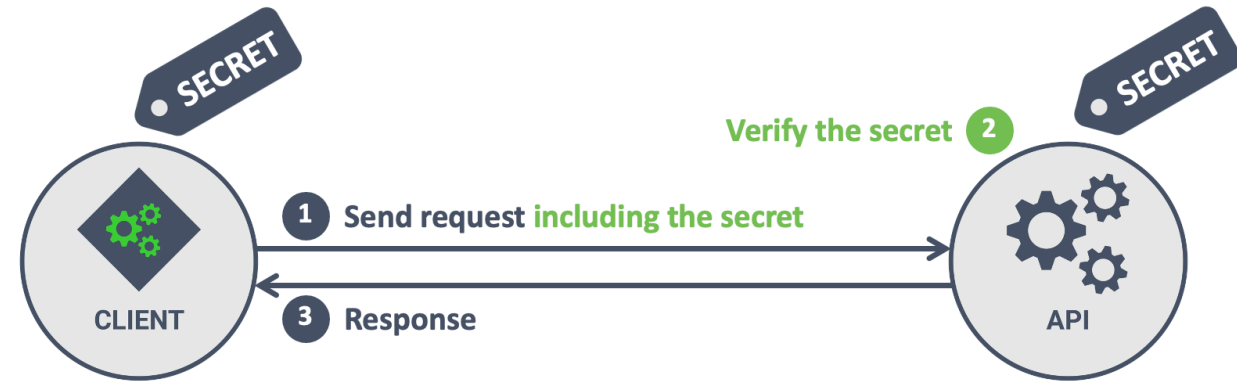 SECRET
SECRET
Verify the secret 2
1 Send request including the secret
CLIENT
3 Response
API